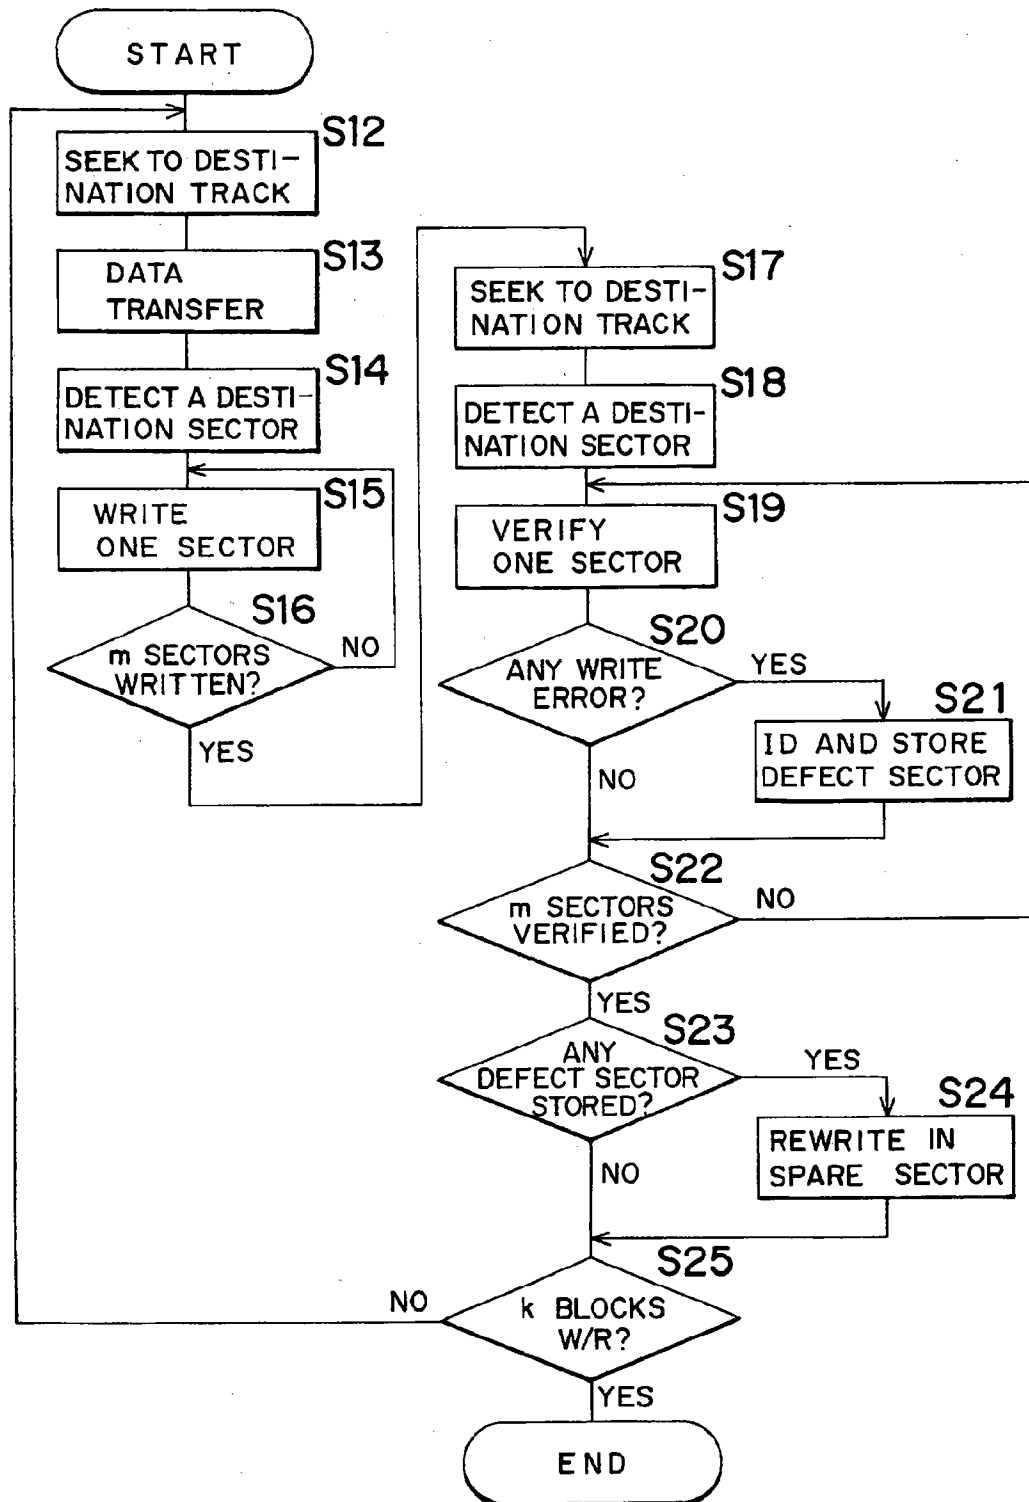 START
S12
SEEK TO DESTI-
NATION TRACK
S13
DATA
TRANSFER
S14
DETECT A DESTI-
NATION SECTOR
S15
WRITE
ONE SECTOR
S16
m SECTORS
WRITTEN?
NO
YES
S17
SEEK TO DESTI-
NATION TRACK
S18
DETECT A DESTI-
NATION SECTOR
S19
VERIFY
ONE SECTOR
S20
ANY WRITE
ERROR?
YES
NO
S21
ID AND STORE
DEFECT SECTOR
S22
m SECTORS
VERIFIED?
NO
YES
S23
ANY
DEFECT SECTOR
STORED?
YES
NO
S24
REWRITE IN
SPARE SECTOR
S25
k BLOCKS
W/R?
NO
YES
END